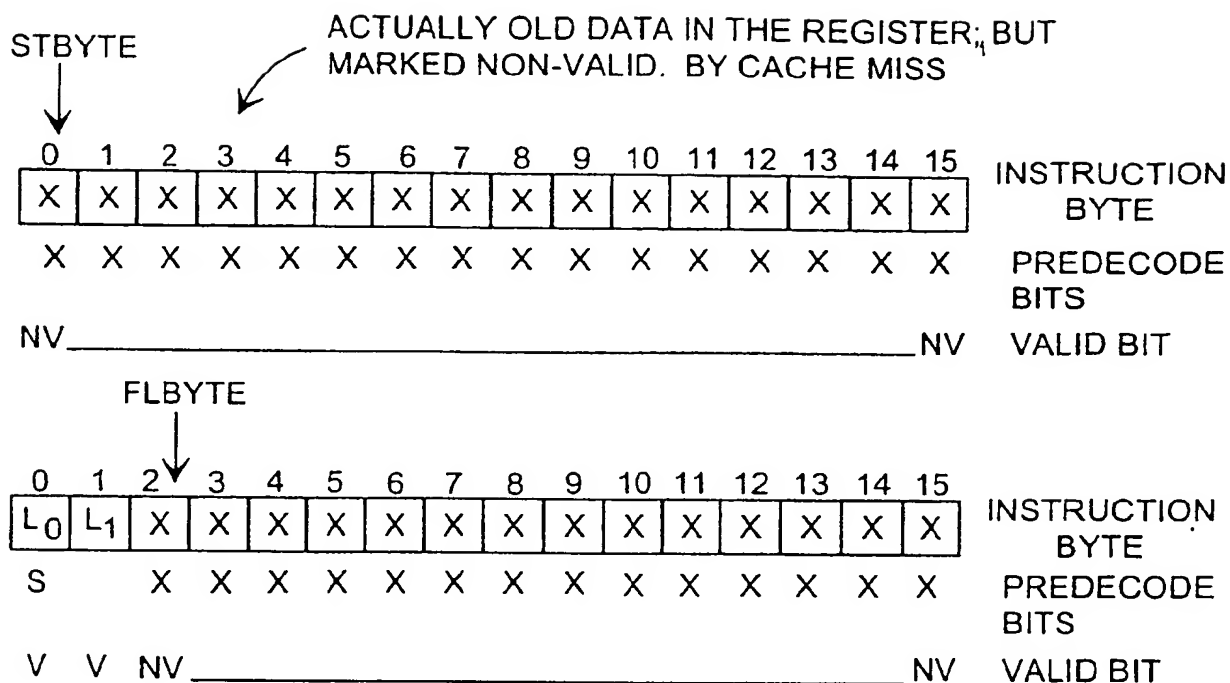 STBYTE
ACTUALLY OLD DATA IN THE REGISTER; BUT
MARKED NON-VALID. BY CACHE MISS
0 1 2 3 4 5 6 7 8 9 10 11 12 13 14 15
X X X X X X X X X X X X X X X X INSTRUCTION BYTE
X X X X X X X X X X X X X X X X PREDECODE BITS
NV NV VALID BIT
FLBYTE
0 1 2 3 4 5 6 7 8 9 10 11 12 13 14 15
L0 L1 X X X X X X X X X X X X X X INSTRUCTION BYTE
S X X X X X X X X X X X X X X PREDECODE BITS
V V NV NV VALID BIT